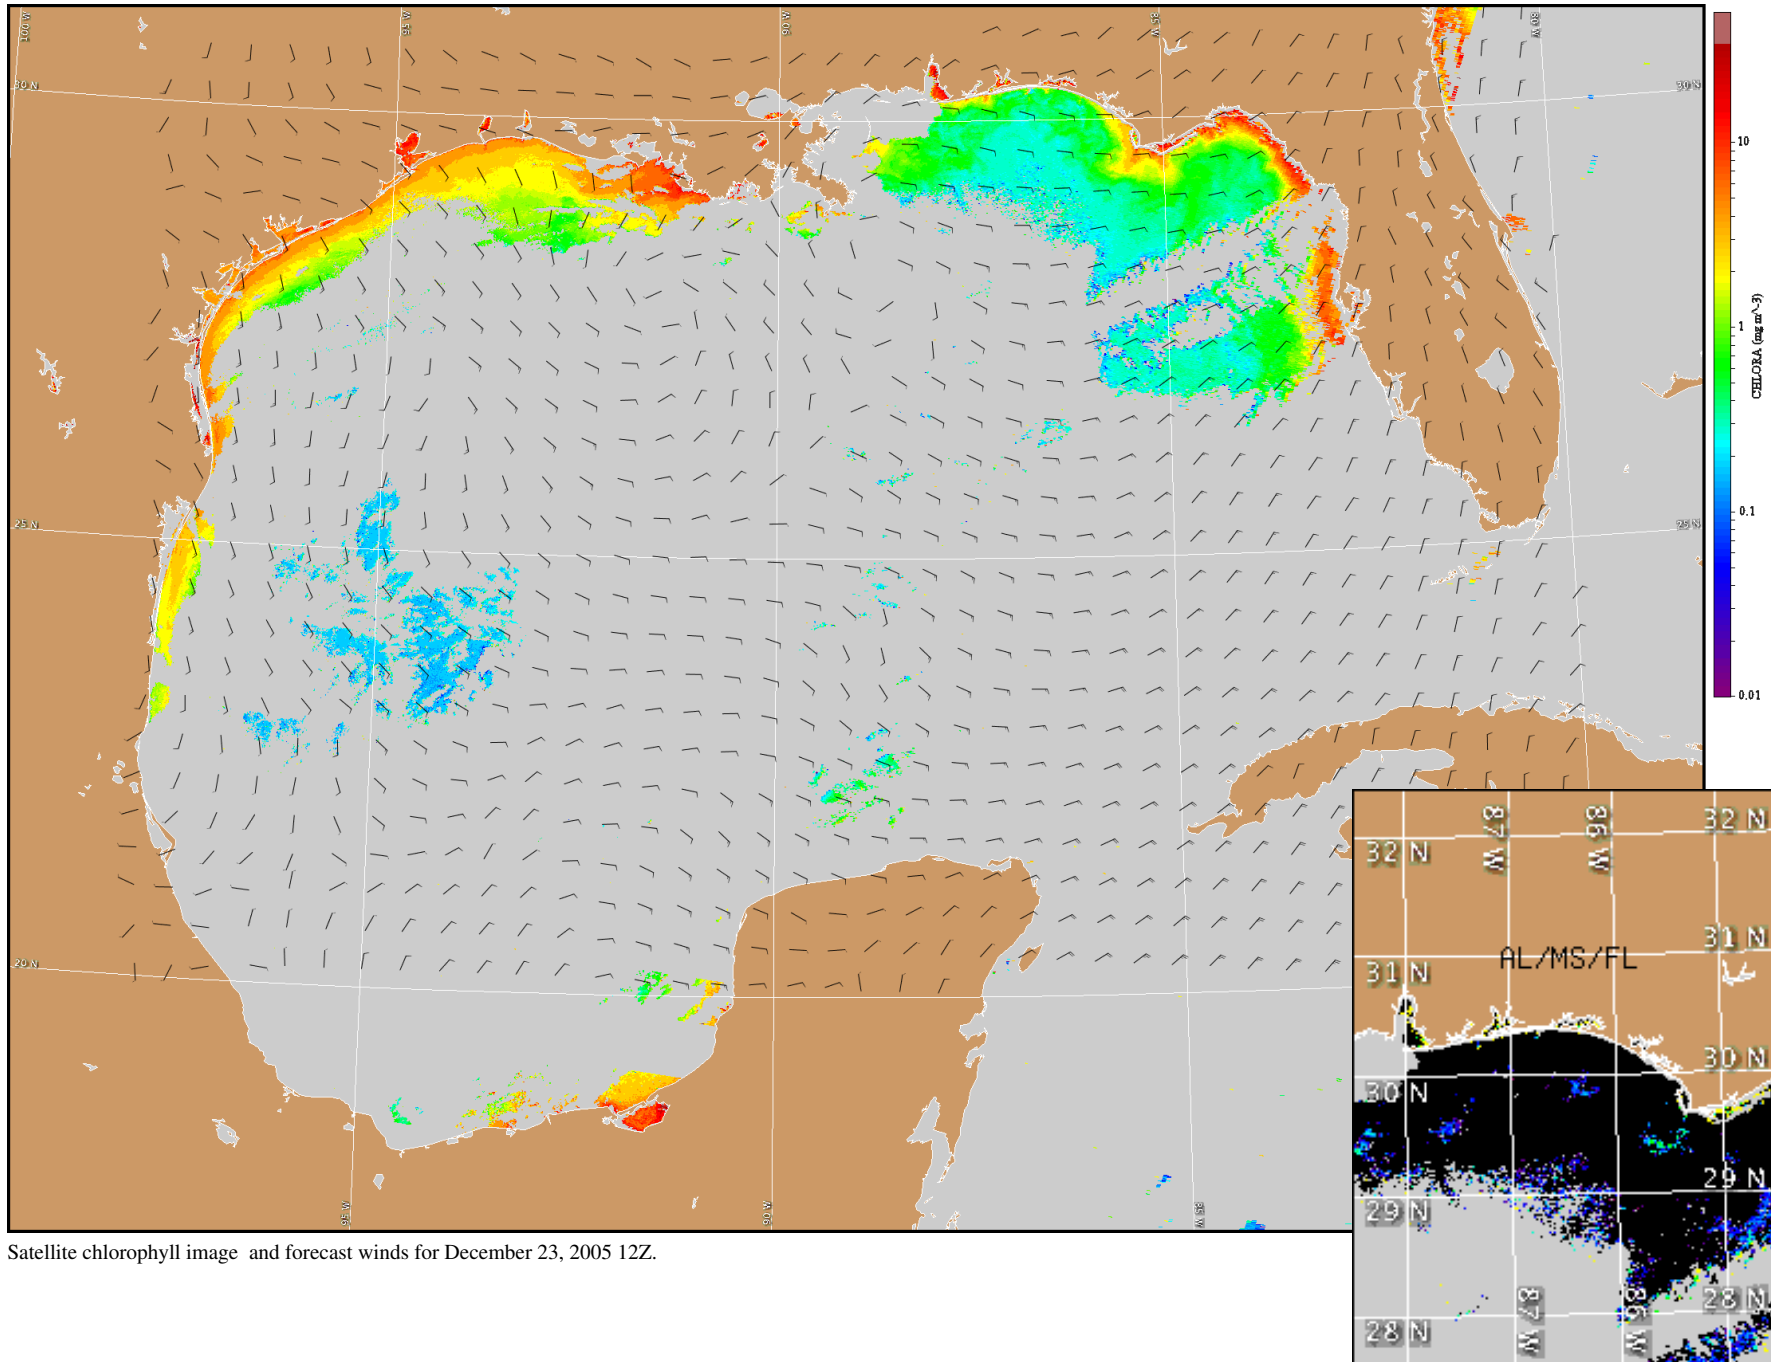 100 W
95 W
90 W
85 W
80 W
30 N
30 N
10
CHLORA (mg m^-3)
1
25 N
25 N
0.1
0.01
20 N
95 W
90 W
85 W
87 W
86 W
32 N
32 N
AL/MS/FL
31 N
31 N
30 N
30 N
29 N
29 N
28 N
28 N
87 W
86 W
Satellite chlorophyll image and forecast winds for December 23, 2005 12Z.